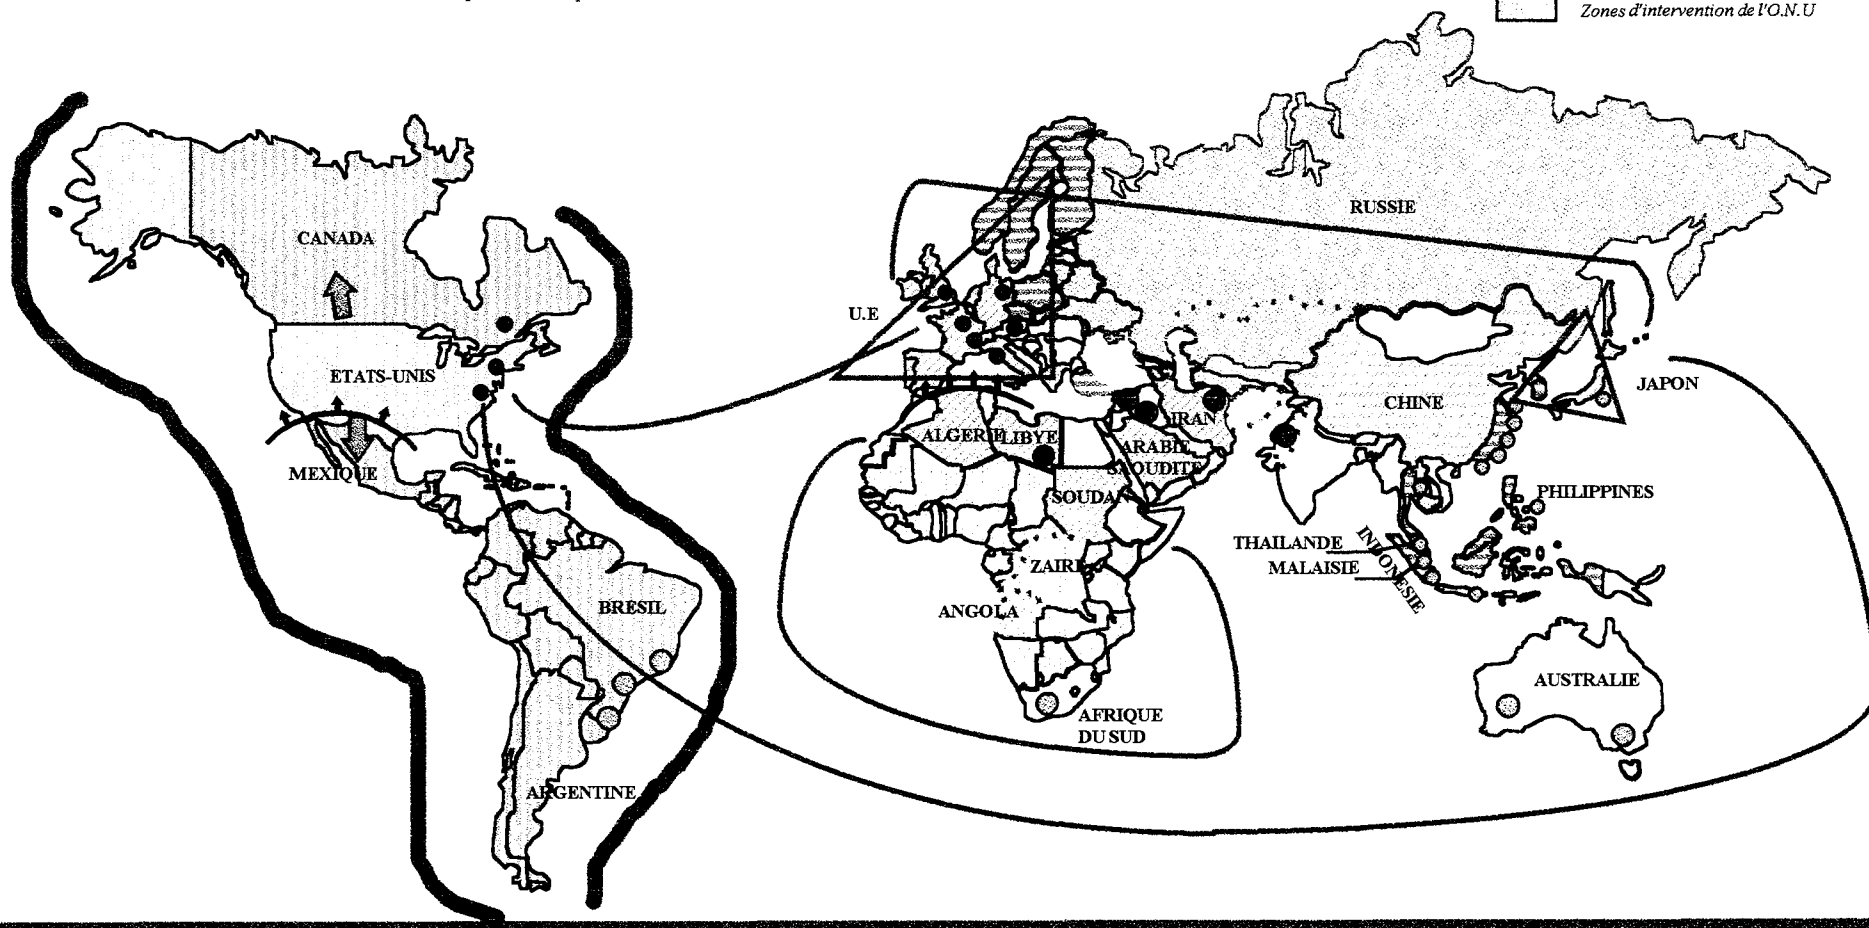 Zones d'intervention de l'O.N.U
RUSSIE
CANADA
U.E
ETATS-UNIS
JAPON
CHINE
IRAN
ALGERIE
LIBYE
ARABIE
SAOUDITE
MEXIQUE
SOUDAN
PHILIPPINES
THAILANDE
MALAISIE
INDONESIE
ZAIRE
ANGOLA
BRESIL
AUSTRALIE
AFRIQUE
DU SUD
ARGENTINE